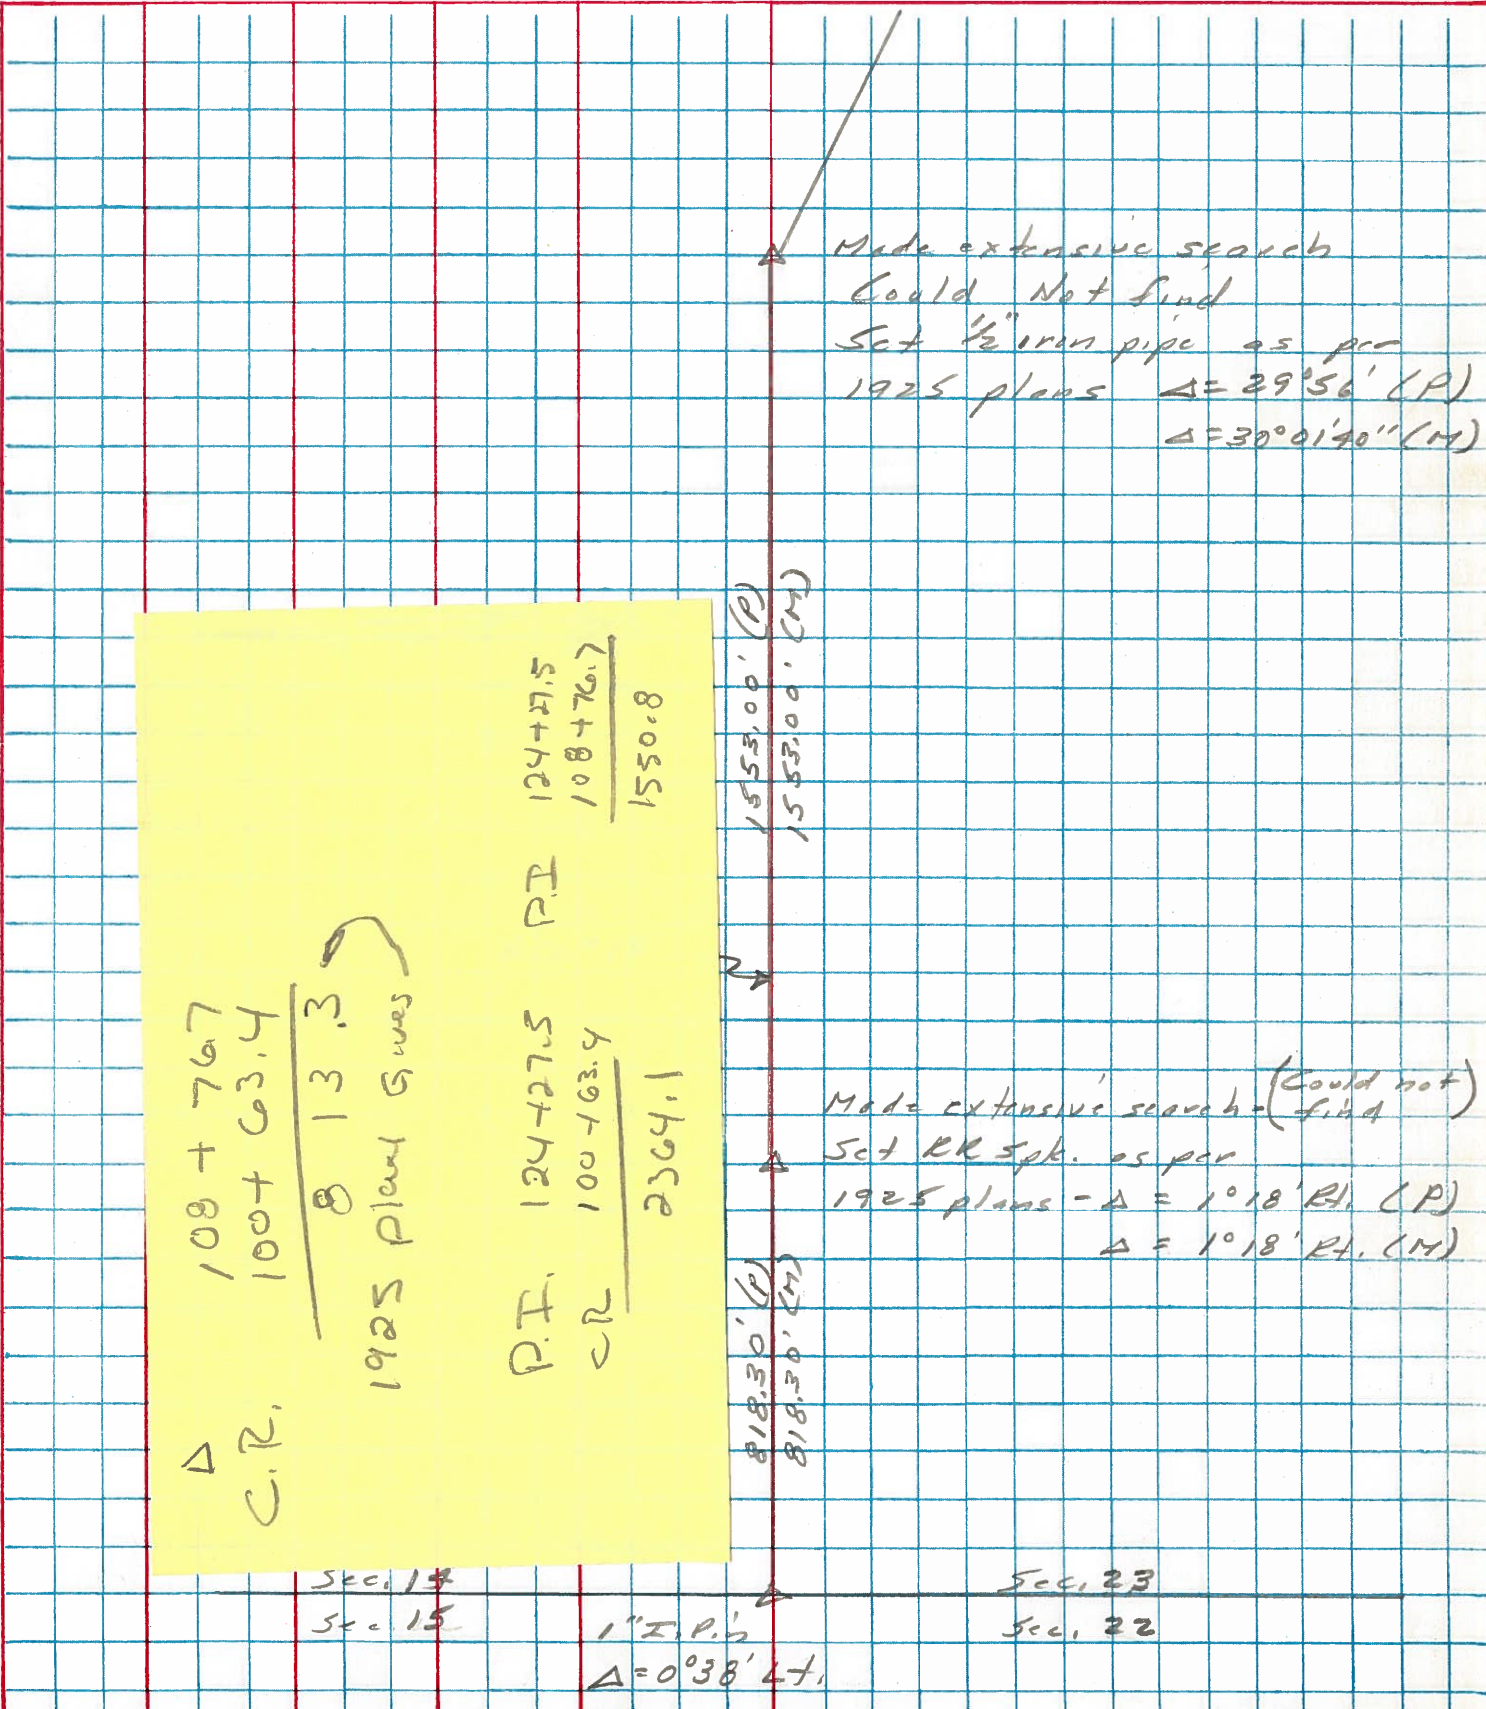 Made extensive search
Could Not find
Set 1/2" iron pipe as per
1925 plans Δ= 29°56' (P)
Δ=30°01'40" (M)
1553.00' (P)
1553.00' (M)
Made extensive search - (Could not find)
Set RR Spk. as per
1925 plans - Δ = 1°18' Rt. (P)
Δ = 1°18' Rt. (M)
818.30' (P)
818.30' (M)
Δ 108 + 76.7
C.R. 100 + 63.4
8 13.3
1925 plans Gives
P.I. 124+27.5
CR 100+63.4
2364.1
P.I 124+27.5
108+76.7
1550.8
Sec. 14
Sec. 15
Sec. 23
Sec. 22
1" I. Pin
Δ=0°38' Lt.